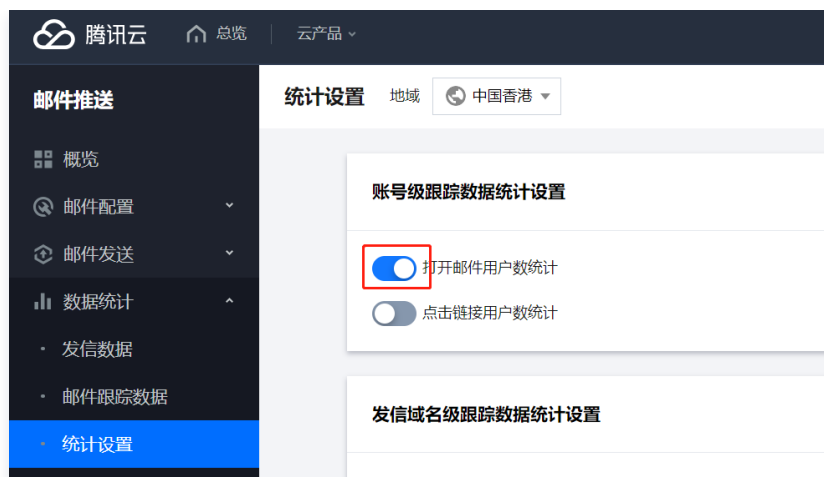 腾讯云 总览 云产品
邮件推送
统计设置 地域 中国香港
概览
邮件配置
邮件发送
数据统计
发信数据
邮件跟踪数据
统计设置
账号级跟踪数据统计设置
打开邮件用户数统计
点击链接用户数统计
发信域名级跟踪数据统计设置